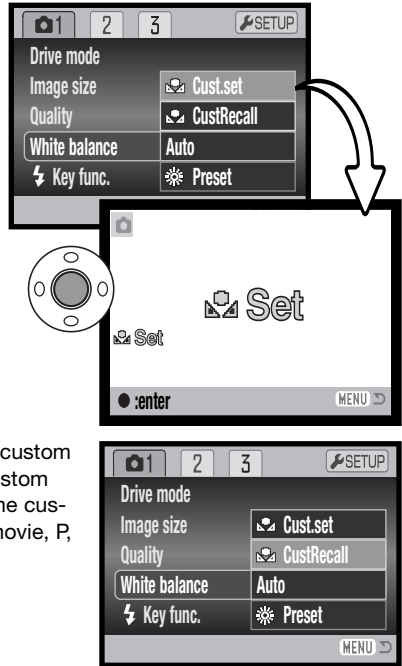 1 2 3 SETUP
Drive mode
Image size Cust.set
Quality CustRecall
White balance Auto
Key func. Preset
Set
Set
:enter MENU
custom
stom
ne cus-
movie, P,
1 2 3 SETUP
Drive mode
Image size Cust.set
Quality CustRecall
White balance Auto
Key func. Preset
MENU